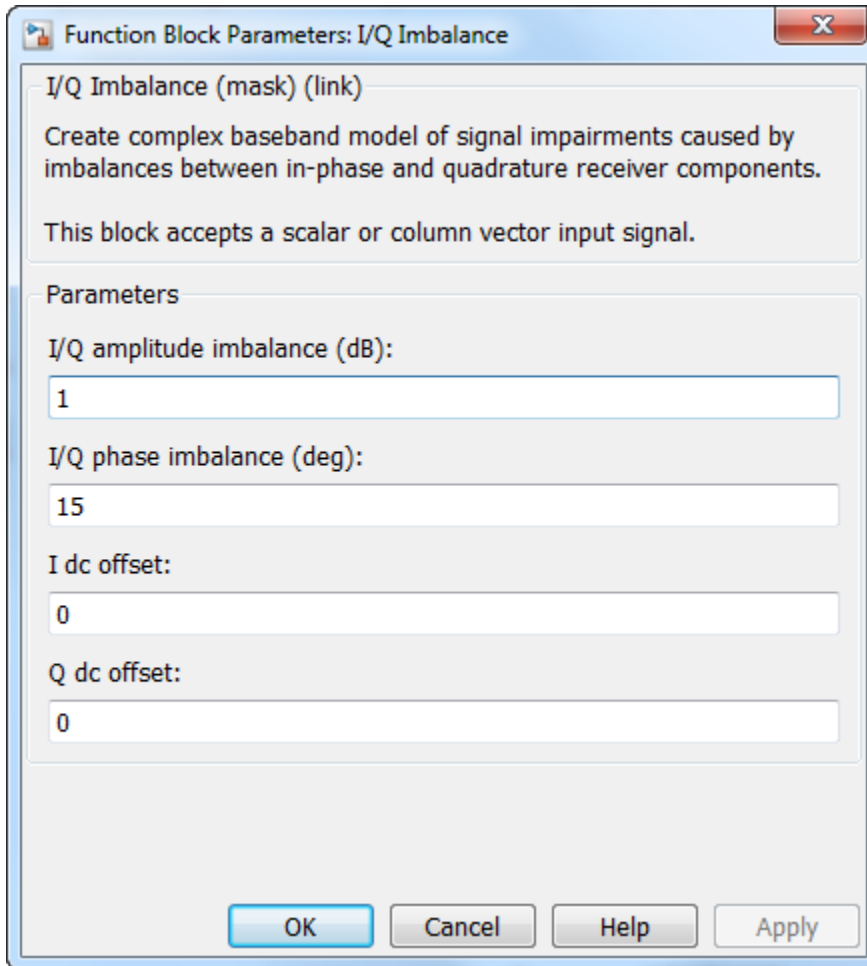 Function Block Parameters: I/Q Imbalance
I/Q Imbalance (mask) (link)
Create complex baseband model of signal impairments caused by
imbalances between in-phase and quadrature receiver components.
This block accepts a scalar or column vector input signal.
Parameters
I/Q amplitude imbalance (dB):
1
I/Q phase imbalance (deg):
15
I dc offset:
0
Q dc offset:
0
OK Cancel Help Apply